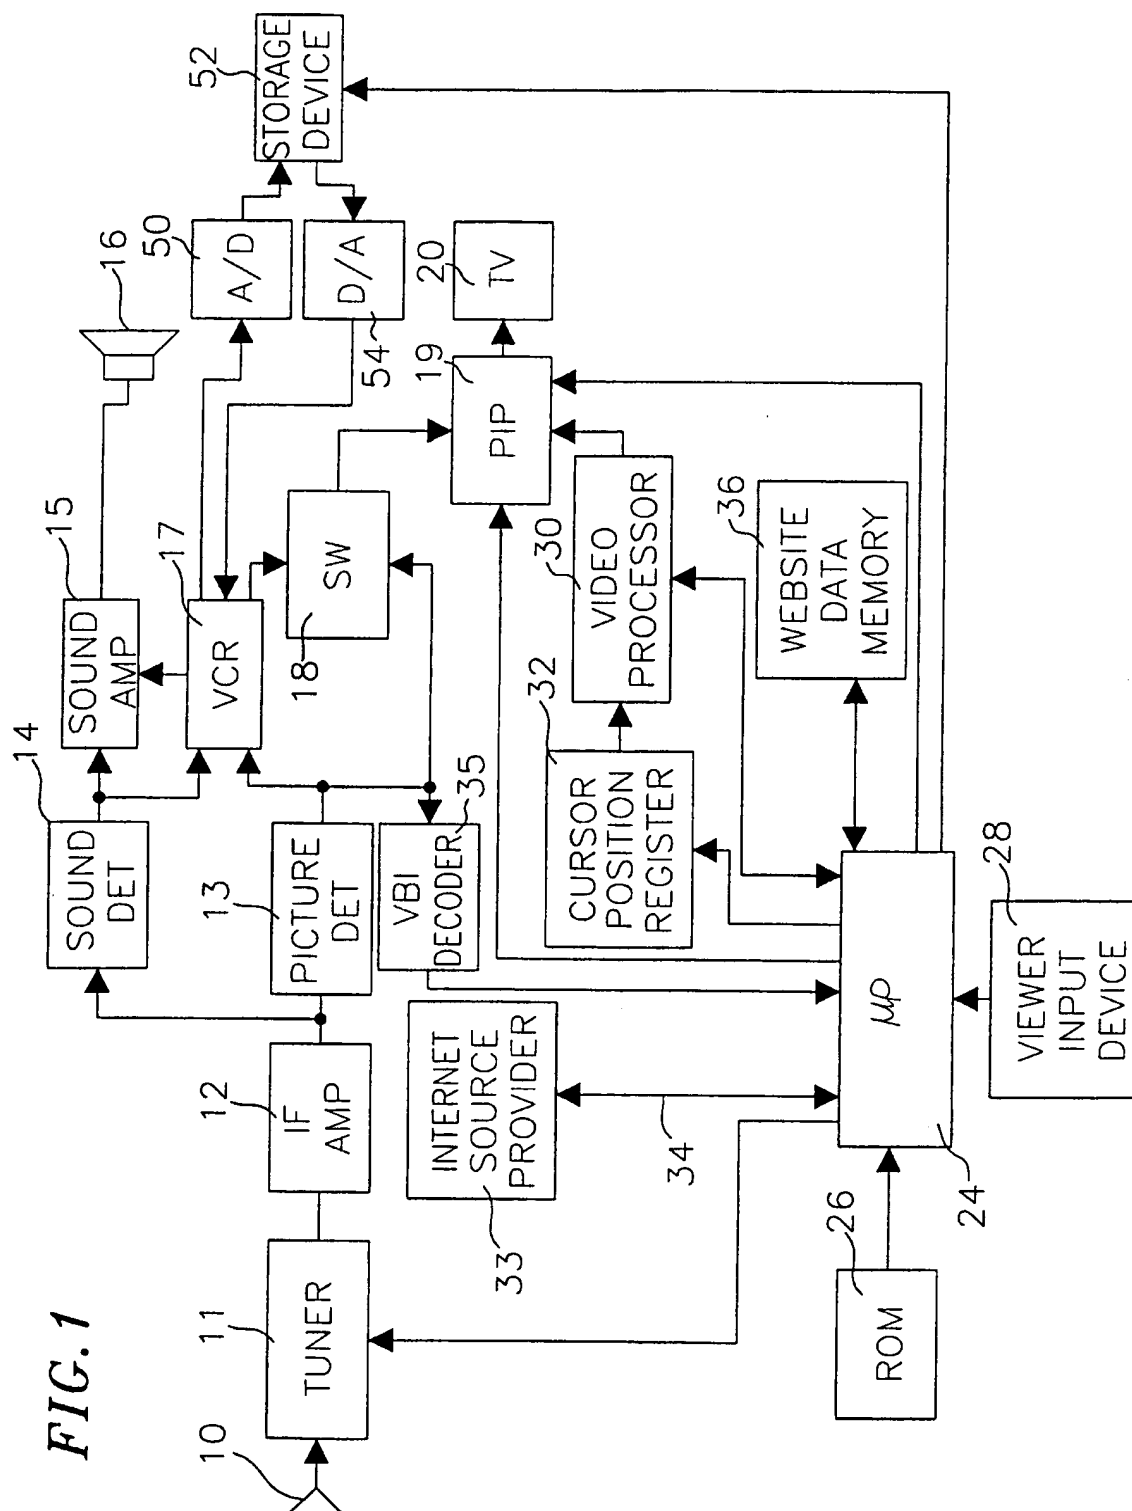 FIG.1
10
11
TUNER
12
IF
AMP
13
PICTURE
DET
14
SOUND
DET
15
SOUND
AMP
16
17
VCR
18
SW
19
PIP
20
TV
50
A/D
52
STORAGE
DEVICE
54
D/A
35
VBI
DECODER
33
INTERNET
SOURCE
PROVIDER
34
32
CURSOR
POSITION
REGISTER
30
VIDEO
PROCESSOR
36
WEBSITE
DATA
MEMORY
26
ROM
24
μP
28
VIEWER
INPUT
DEVICE